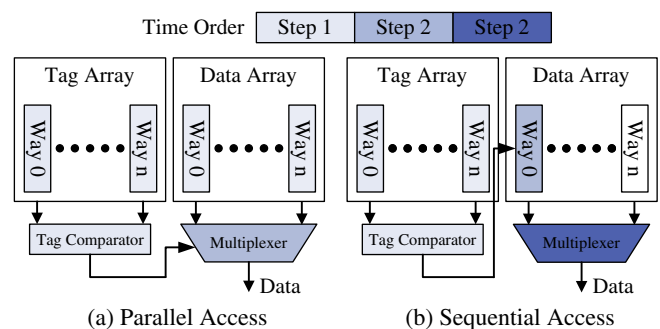 Time Order Step 1 Step 2 Step 2
Tag Array Data Array Tag Array Data Array
Way 0 Way n Way 0 Way n Way 0 Way n Way 0 Way n
Tag Comparator Multiplexer Tag Comparator Multiplexer
Data Data
(a) Parallel Access (b) Sequential Access